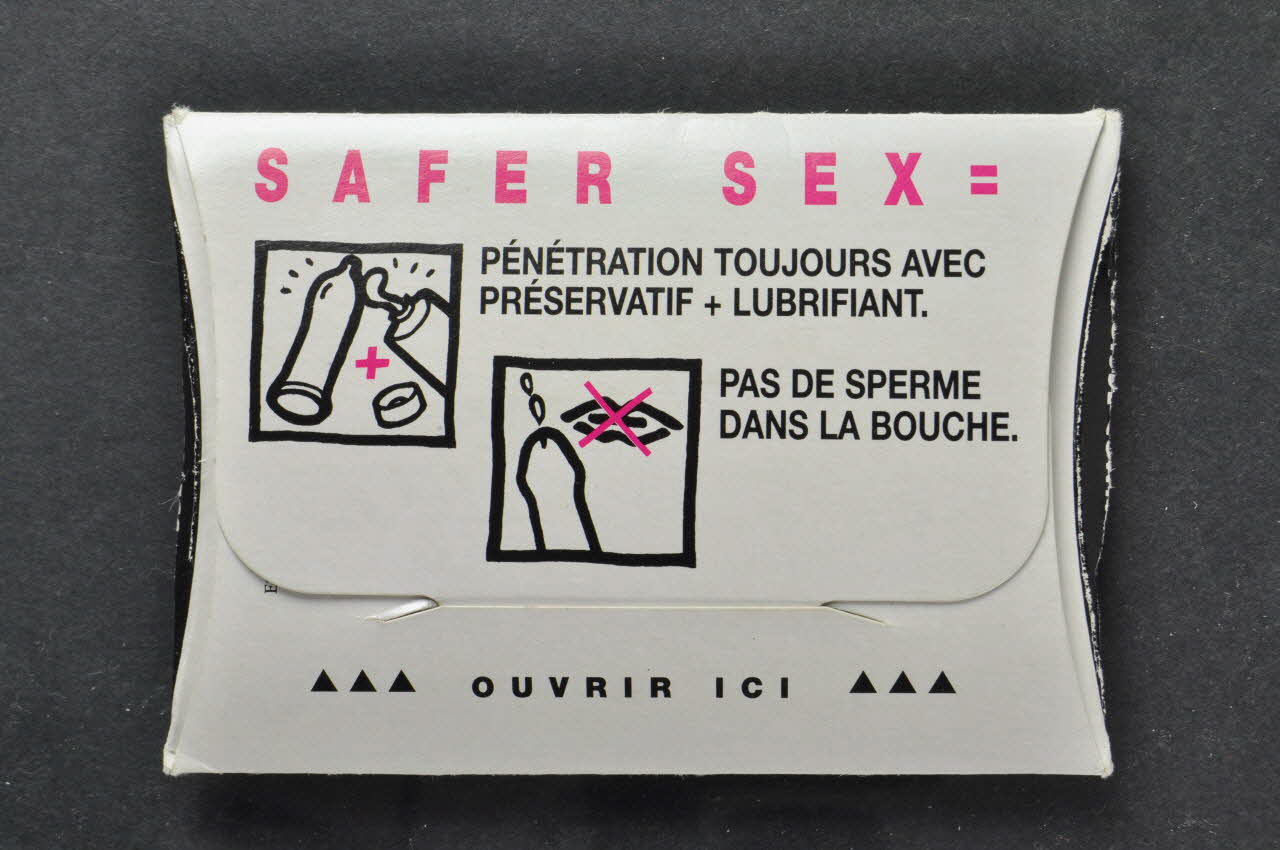 SAFER SEX =
PÉNÉTRATION TOUJOURS AVEC
PRÉSERVATIF + LUBRIFIANT.
PAS DE SPERME
DANS LA BOUCHE.
▲▲▲ OUVRIR ICI ▲▲▲